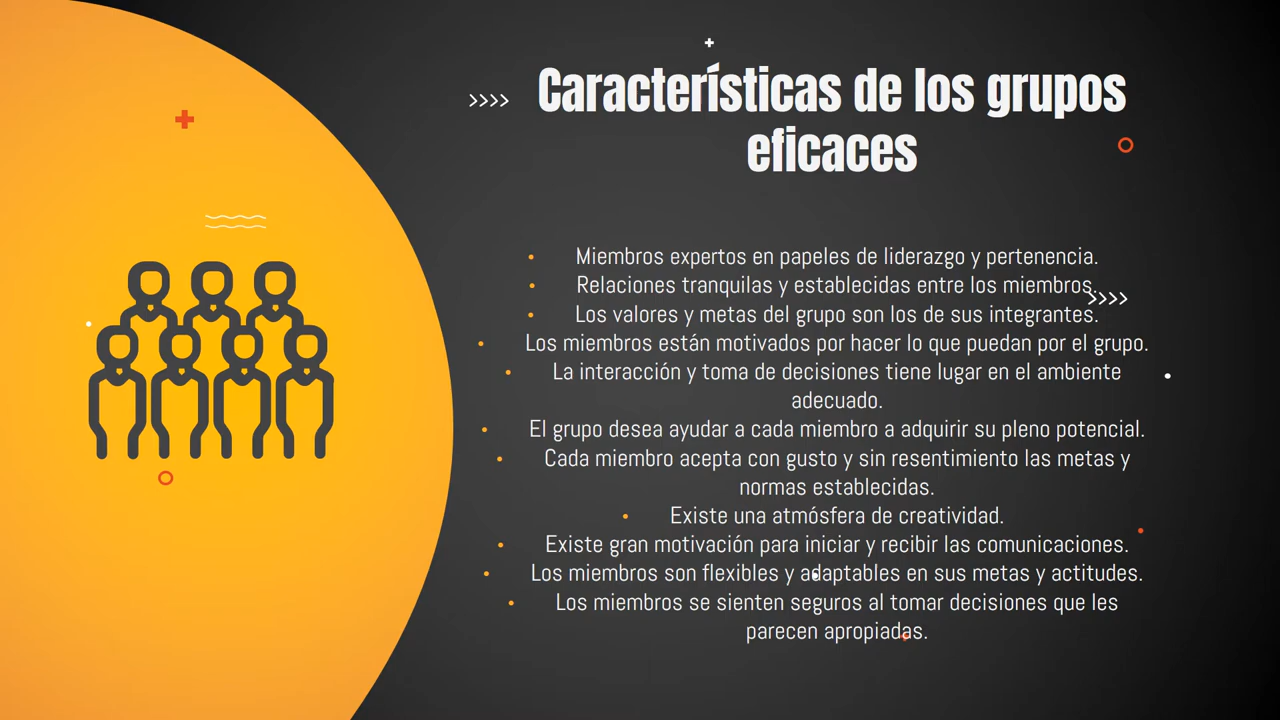 Características de los grupos
eficaces
• Miembros expertos en papeles de liderazgo y pertenencia.
• Relaciones tranquilas y establecidas entre los miembros.
• Los valores y metas del grupo son los de sus integrantes.
• Los miembros están motivados por hacer lo que puedan por el grupo.
• La interacción y toma de decisiones tiene lugar en el ambiente
adecuado.
• El grupo desea ayudar a cada miembro a adquirir su pleno potencial.
• Cada miembro acepta con gusto y sin resentimiento las metas y
normas establecidas.
• Existe una atmósfera de creatividad.
• Existe gran motivación para iniciar y recibir las comunicaciones.
• Los miembros son flexibles y adaptables en sus metas y actitudes.
• Los miembros se sienten seguros al tomar decisiones que les
parecen apropiadas.